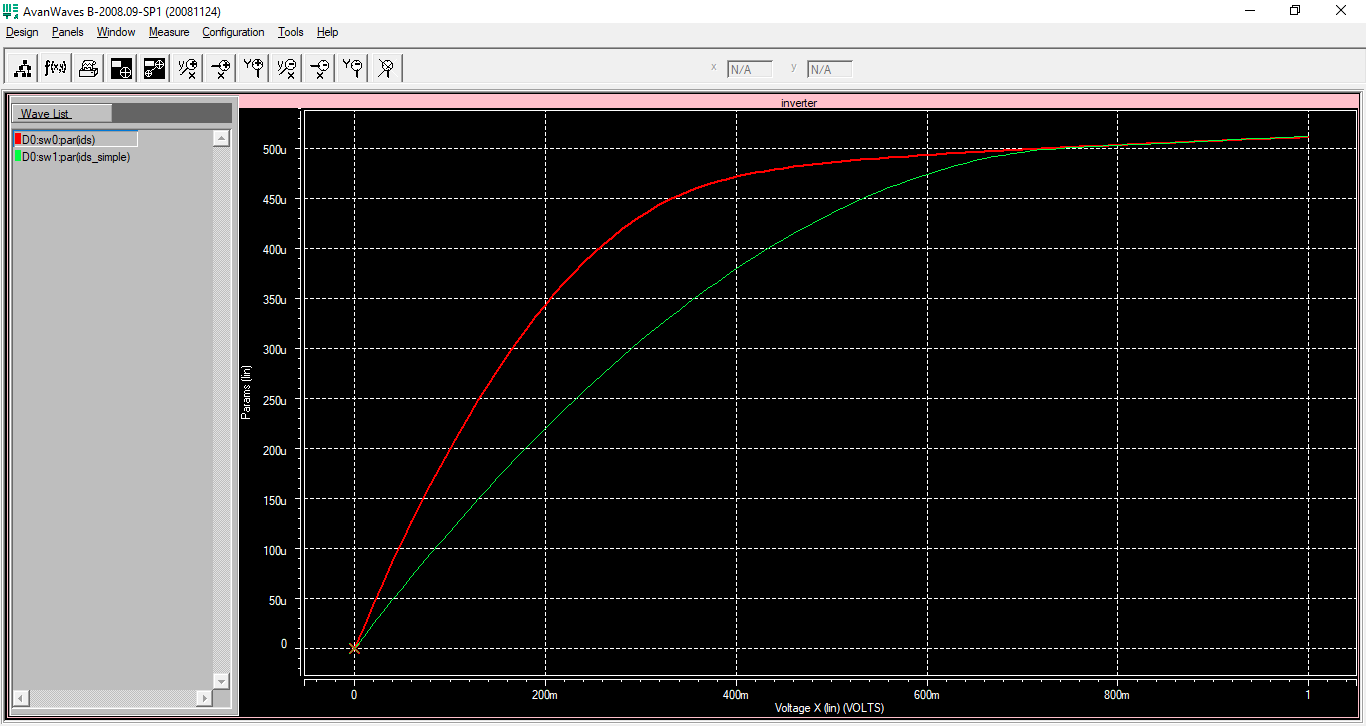 AvanWaves B-2008.09-SP1 (20081124)
Design Panels Window Measure Configuration Tools Help
f(x)
x N/A y N/A
Wave List
D0:sw0:par(ids)
D0:sw1:par(ids_simple)
inverter
Params (lin)
500u
450u
400u
350u
300u
250u
200u
150u
100u
50u
0
0 200m 400m 600m 800m 1
Voltage X (lin) (VOLTS)